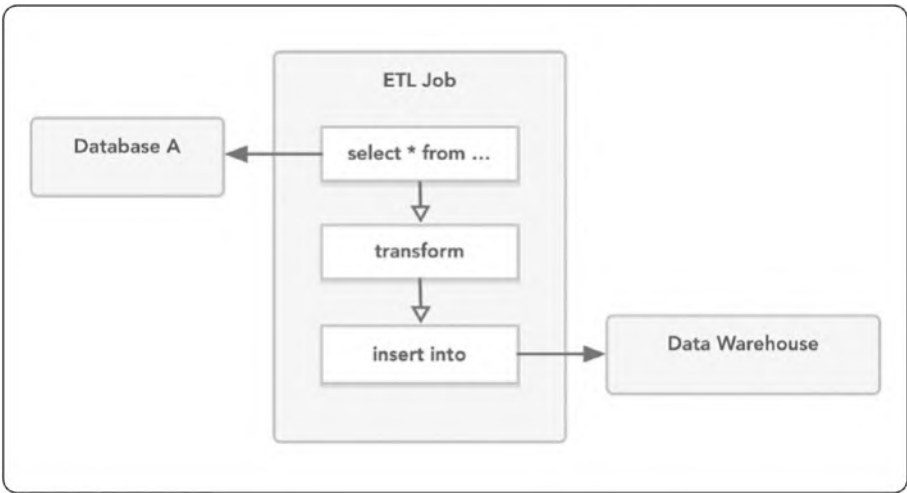 ETL Job
Database A
select * from ...
transform
insert into
Data Warehouse